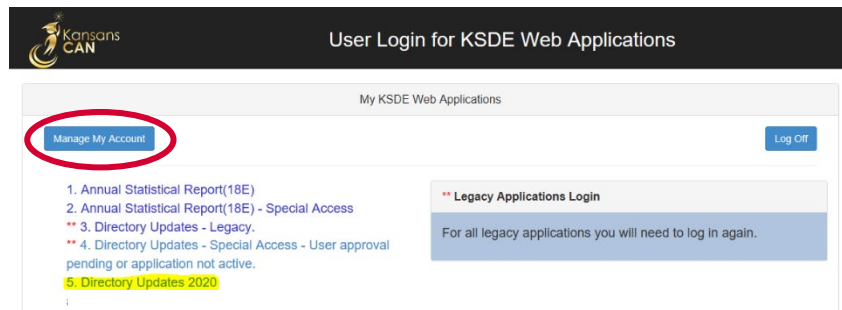 Kansans
CAN
User Login for KSDE Web Applications
My KSDE Web Applications
Manage My Account
Log Off
1. Annual Statistical Report(18E)
2. Annual Statistical Report(18E) - Special Access
** 3. Directory Updates - Legacy.
** 4. Directory Updates - Special Access - User approval
pending or application not active.
5. Directory Updates 2020
** Legacy Applications Login
For all legacy applications you will need to log in again.